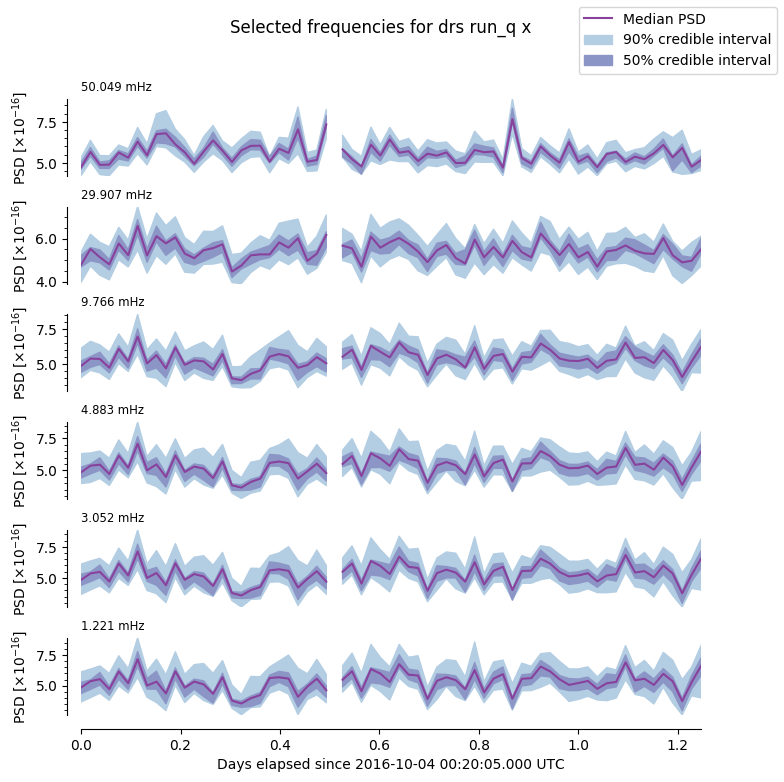 Selected frequencies for drs run_q x
Median PSD
90% credible interval
50% credible interval
50.049 mHz
PSD [×10⁻¹⁶]
7.5
5.0
29.907 mHz
PSD [×10⁻¹⁶]
6.0
4.0
9.766 mHz
PSD [×10⁻¹⁶]
7.5
5.0
4.883 mHz
PSD [×10⁻¹⁶]
7.5
5.0
3.052 mHz
PSD [×10⁻¹⁶]
7.5
5.0
1.221 mHz
PSD [×10⁻¹⁶]
7.5
5.0
0.0 0.2 0.4 0.6 0.8 1.0 1.2
Days elapsed since 2016-10-04 00:20:05.000 UTC